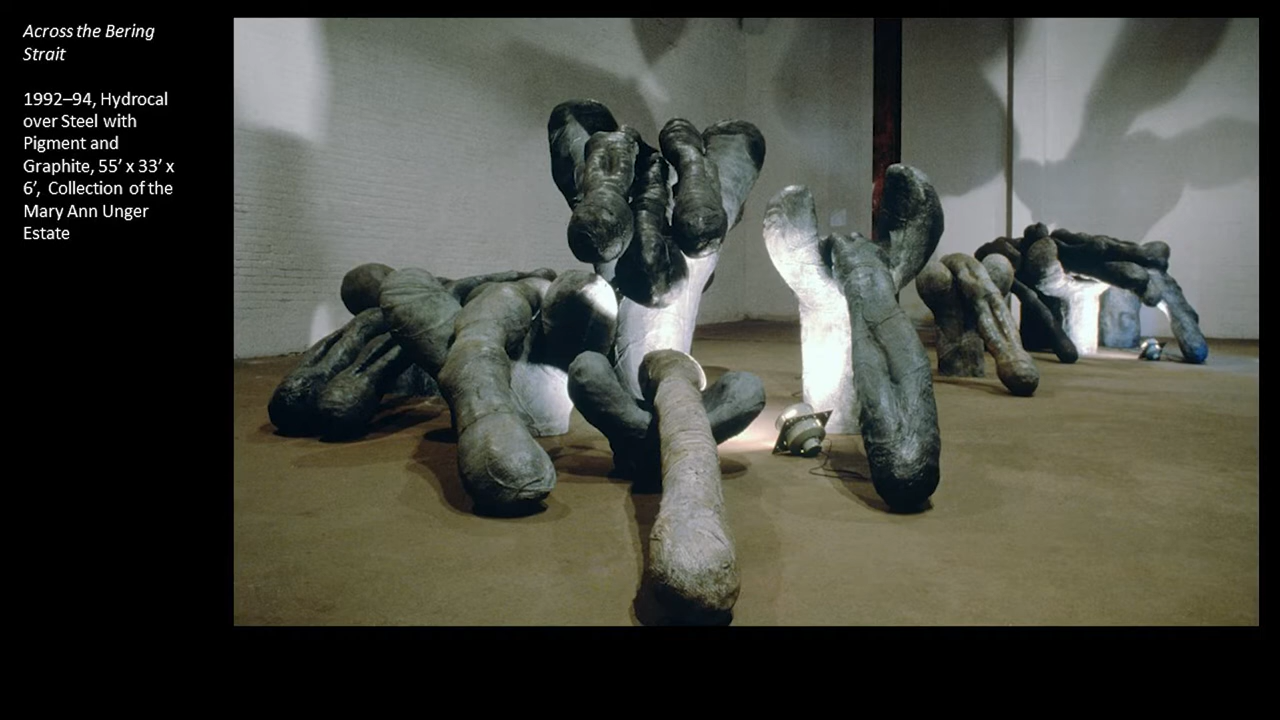 Across the Bering
Strait
1992–94, Hydrocal
over Steel with
Pigment and
Graphite, 55’ x 33’ x
6’, Collection of the
Mary Ann Unger
Estate